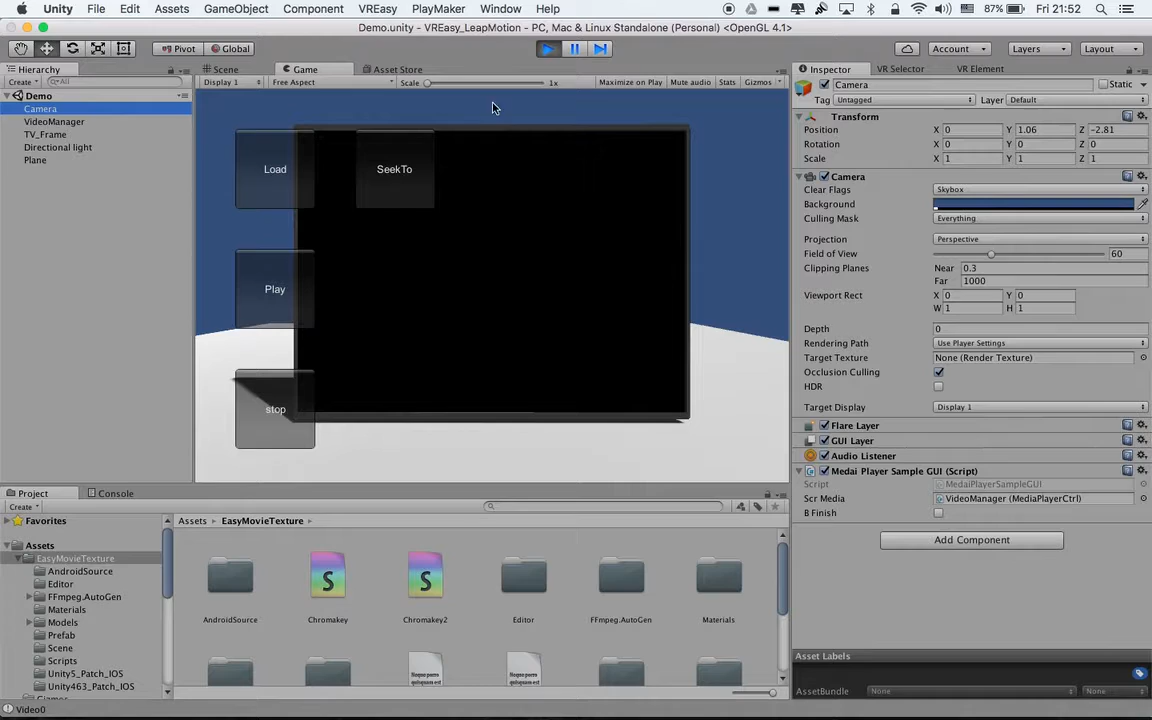 Unity File Edit Assets GameObject Component VREasy PlayMaker Window Help 87% Fri 21:52
Demo.unity - VREasy_LeapMotion - PC, Mac & Linux Standalone (Personal) <OpenGL 4.1>
Pivot Global Account Layers Layout
Hierarchy Scene Game Asset Store Inspector VR Selector VR Element
Create All Display 1 Free Aspect Scale 1x Maximize on Play Mute audio Stats Gizmos
Camera Static
Demo
Camera
VideoManager
TV_Frame
Directional light
Plane
Load SeekTo
Play
stop
Tag Untagged Layer Default
Transform
Position X 0 Y 1.06 Z -2.81
Rotation X 0 Y 0 Z 0
Scale X 1 Y 1 Z 1
Camera
Clear Flags Skybox
Background
Culling Mask Everything
Projection Perspective
Field of View 60
Clipping Planes Near 0.3
Far 1000
Viewport Rect X 0 Y 0
W 1 H 1
Depth 0
Rendering Path Use Player Settings
Target Texture None (Render Texture)
Occlusion Culling
HDR
Target Display Display 1
Flare Layer
GUI Layer
Audio Listener
Medai Player Sample GUI (Script)
Script MedaiPlayerSampleGUI
Scr Media VideoManager (MediaPlayerCtrl)
B Finish
Add Component
Project Console
Create
Favorites
Assets
EasyMovieTexture
AndroidSource
Editor
FFmpeg.AutoGen
Materials
Models
Prefab
Scene
Scripts
Unity5_Patch_IOS
Unity463_Patch_IOS
Assets EasyMovieTexture
AndroidSource Chromakey Chromakey2 Editor FFmpeg.AutoGen Materials
Asset Labels
AssetBundle None None
Video0